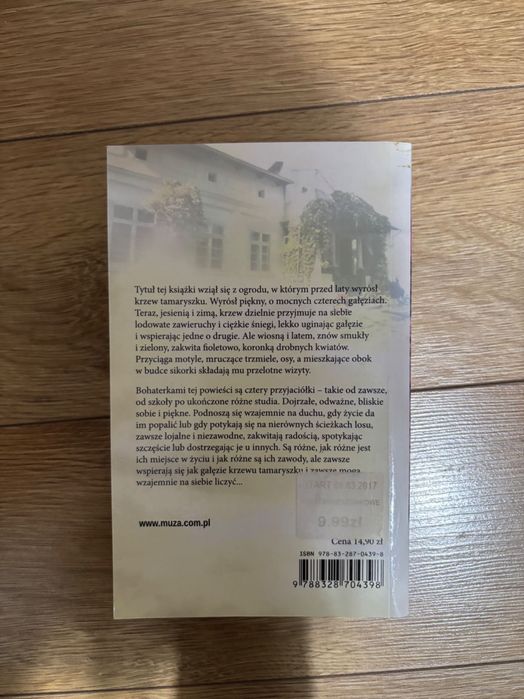 Tytuł tej książki wziął się z ogrodu, w którym przed laty wyrósł
krzew tamaryszku. Wyrósł piękny, o mocnych czterech gałęziach.
Teraz, jesienią i zimą, krzew dzielnie przyjmuje na siebie
lodowate zawieruchy i ciężkie śniegi, lekko uginając gałęzie
i wspierając jedne o drugie. Ale wiosną i latem, znów smukły
i zielony, zakwita fioletowo, koronką drobnych kwiatów.
Przyciąga motyle, mruczące trzmiele, osy, a mieszkające obok
w budce sikorki składają mu przelotne wizyty.
Bohaterkami tej powieści są cztery przyjaciółki – takie od zawsze,
od szkoły po ukończone różne studia. Dojrzałe, odważne, bliskie
sobie i piękne. Podnoszą się wzajemnie na duchu, gdy życie da
im popalić lub gdy potykają się na nierównych ścieżkach losu,
zawsze lojalne i niezawodne, zakwitają radością, spotykając
szczęście lub dostrzegając je u innych. Są różne, jak różne jest
ich miejsce w życiu i jak różne są ich zawody, ale zawsze
wspierają się jak gałęzie krzewu tamaryszku i zawsze mogą
wzajemnie na siebie liczyć...
2017
9.99zł
www.muza.com.pl
Cena 14,90 zł
ISBN 978-83-287-0439-8
9 788328 704398